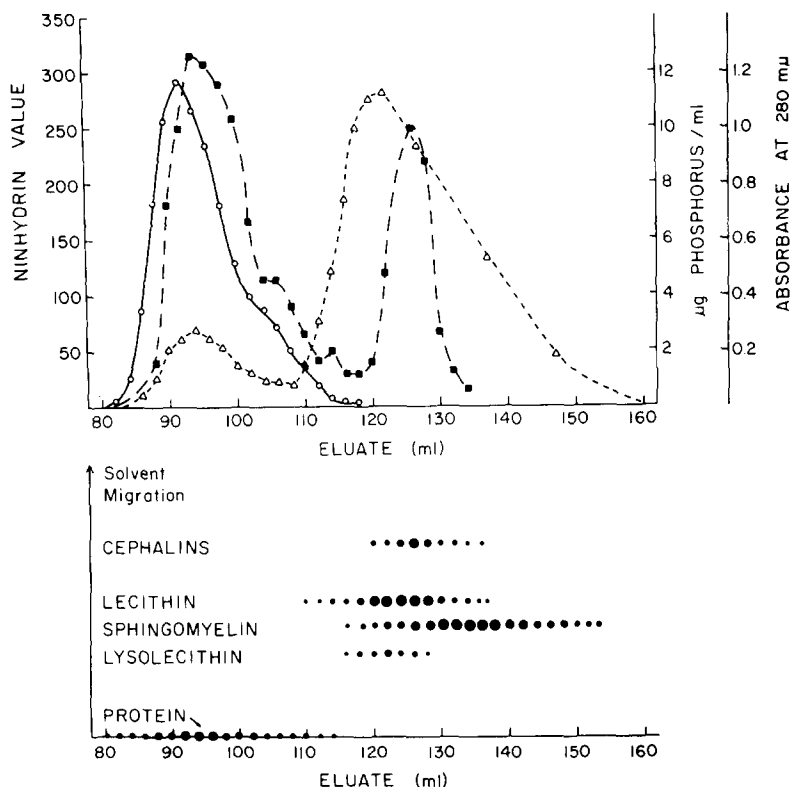 350
300
250
200
150
100
50
NINHYDRIN VALUE
12
10
8
6
4
2
µg PHOSPHORUS/ml
1.2
1.0
0.8
0.6
0.4
0.2
ABSORBANCE AT 280 mµ
80 90 100 110 120 130 140 150 160
ELUATE (ml)
Solvent
Migration
CEPHALINS
LECITHIN
SPHINGOMYELIN
LYSOLECITHIN
PROTEIN
80 90 100 110 120 130 140 150 160
ELUATE (ml)